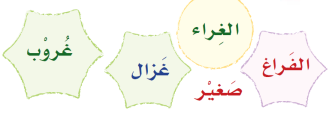 الغِراء
الفَراغ
غَزال
غُروْب
صَغيْر